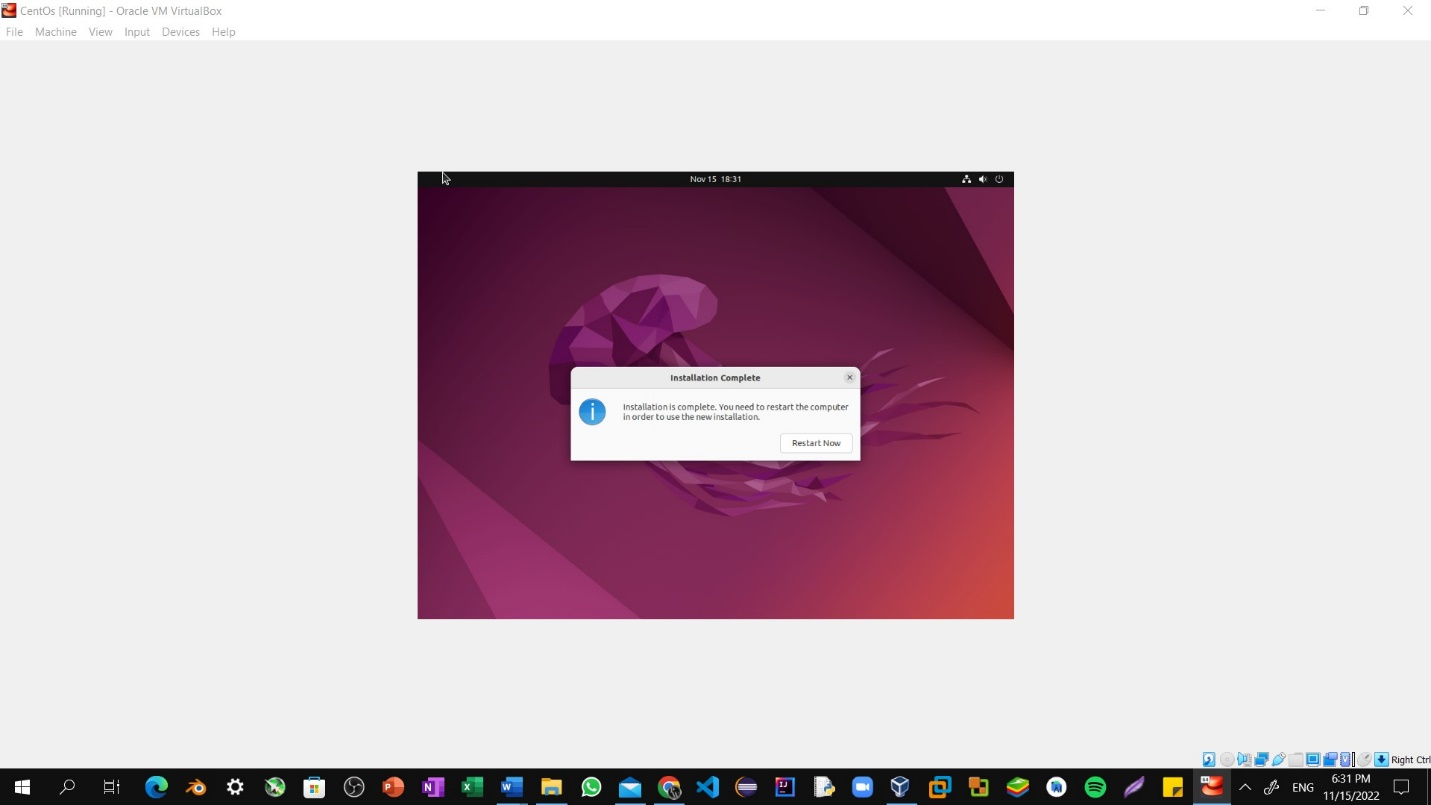 CentOs [Running] - Oracle VM VirtualBox
File Machine View Input Devices Help
Nov 15 18:31
Installation Complete
Installation is complete. You need to restart the computer
in order to use the new installation.
Restart Now
Right Ctrl
ENG
6:31 PM
11/15/2022